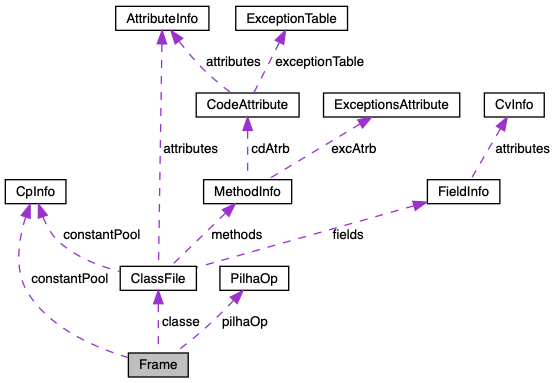 AttributeInfo
ExceptionTable
attributes
exceptionTable
CodeAttribute
ExceptionsAttribute
CvInfo
attributes
cdAtrb
excAtrb
attributes
CpInfo
MethodInfo
FieldInfo
constantPool
methods
fields
constantPool
ClassFile
PilhaOp
classe
pilhaOp
Frame